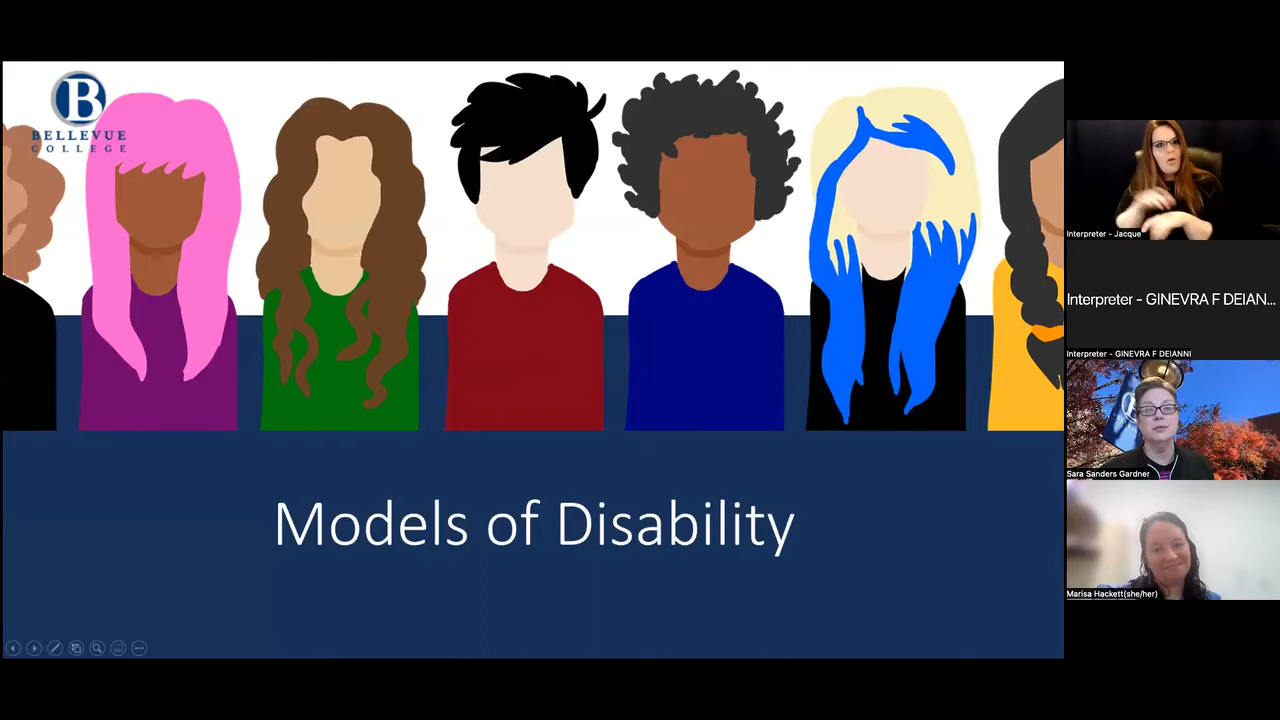 B
BELLEVUE
COLLEGE
Models of Disability
Interpreter - Jacque
Interpreter - GINEVRA F DEIAN...
Interpreter - GINEVRA F DEIANNI
Sara Sanders Gardner
Marisa Hackett(she/her)